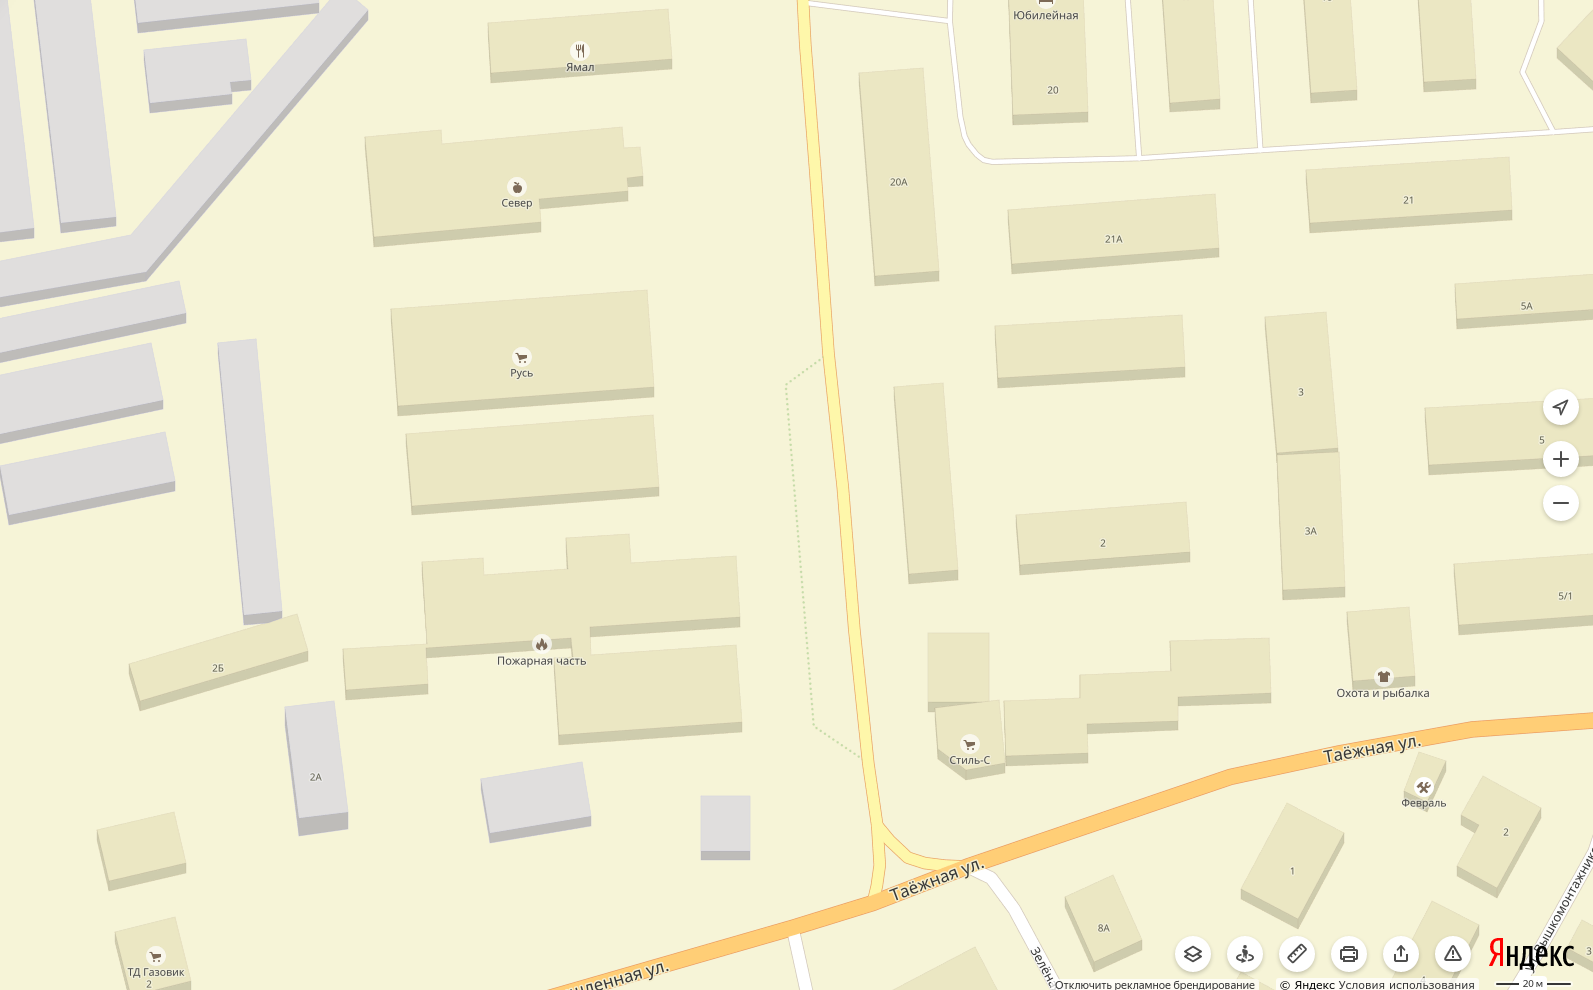 Юбилейная
Ямал
20
20А
Север
21
21А
5А
Русь
3
5
3А
2
5/1
Пожарная часть
2Б
Охота и рыбалка
Таёжная ул.
Стиль-С
2А
Февраль
2
1
Таёжная ул.
8А
ТД Газовик
2
3
Яндекс
20 м
Отключить рекламное брендирование
© Яндекс Условия использования